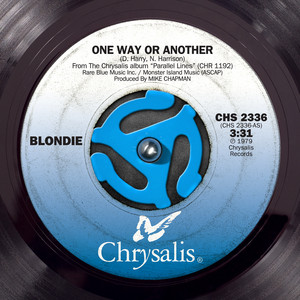 ONE WAY OR ANOTHER
(D. Harry, N. Harrison)
From The Chrysalis album "Parallel Lines" (CHR 1192)
Rare Blue Music Inc. / Monster Island Music (ASCAP)
Produced by MIKE CHAPMAN
BLONDIE
CHS 2336
(CHS 2336-AS)
3:31
℗ 1979
Chrysalis
Records
Chrysalis®